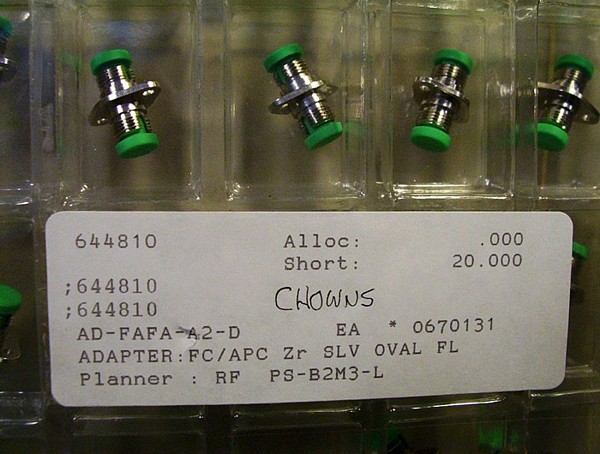 644810 Alloc: .000
Short: 20.000
;644810
;644810 CHOWNS
AD-FAFA-A2-D EA * 0670131
ADAPTER:FC/APC Zr SLV OVAL FL
Planner : RF PS-B2M3-L